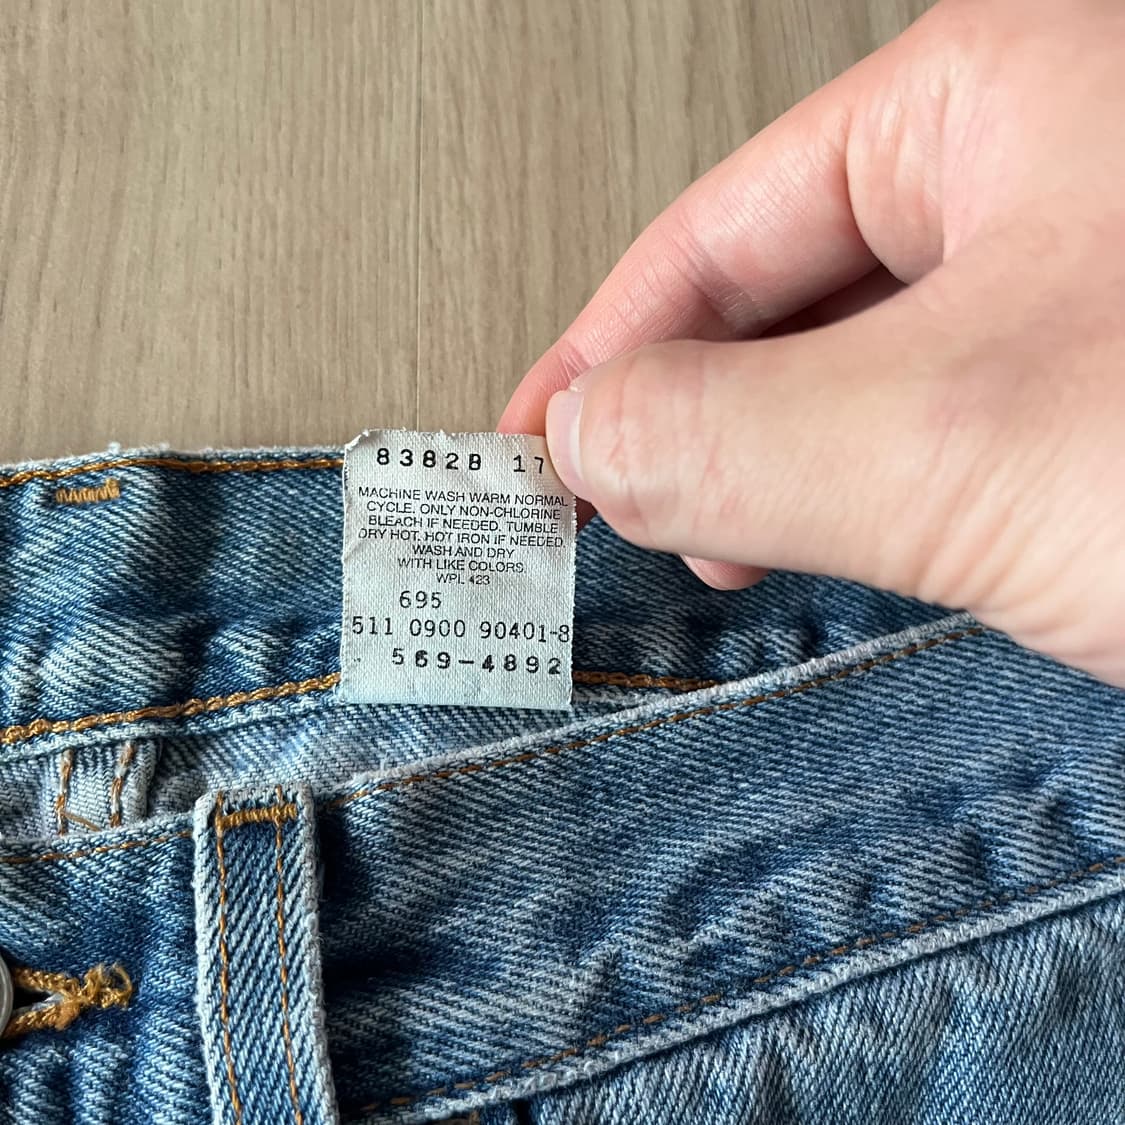 8382B 17
MACHINE WASH WARM NORMAL
CYCLE. ONLY NON-CHLORINE
BLEACH IF NEEDED. TUMBLE
DRY HOT. HOT IRON IF NEEDED.
WASH AND DRY
WITH LIKE COLORS.
WPL 423
695
511 0900 90401-8
569-4892